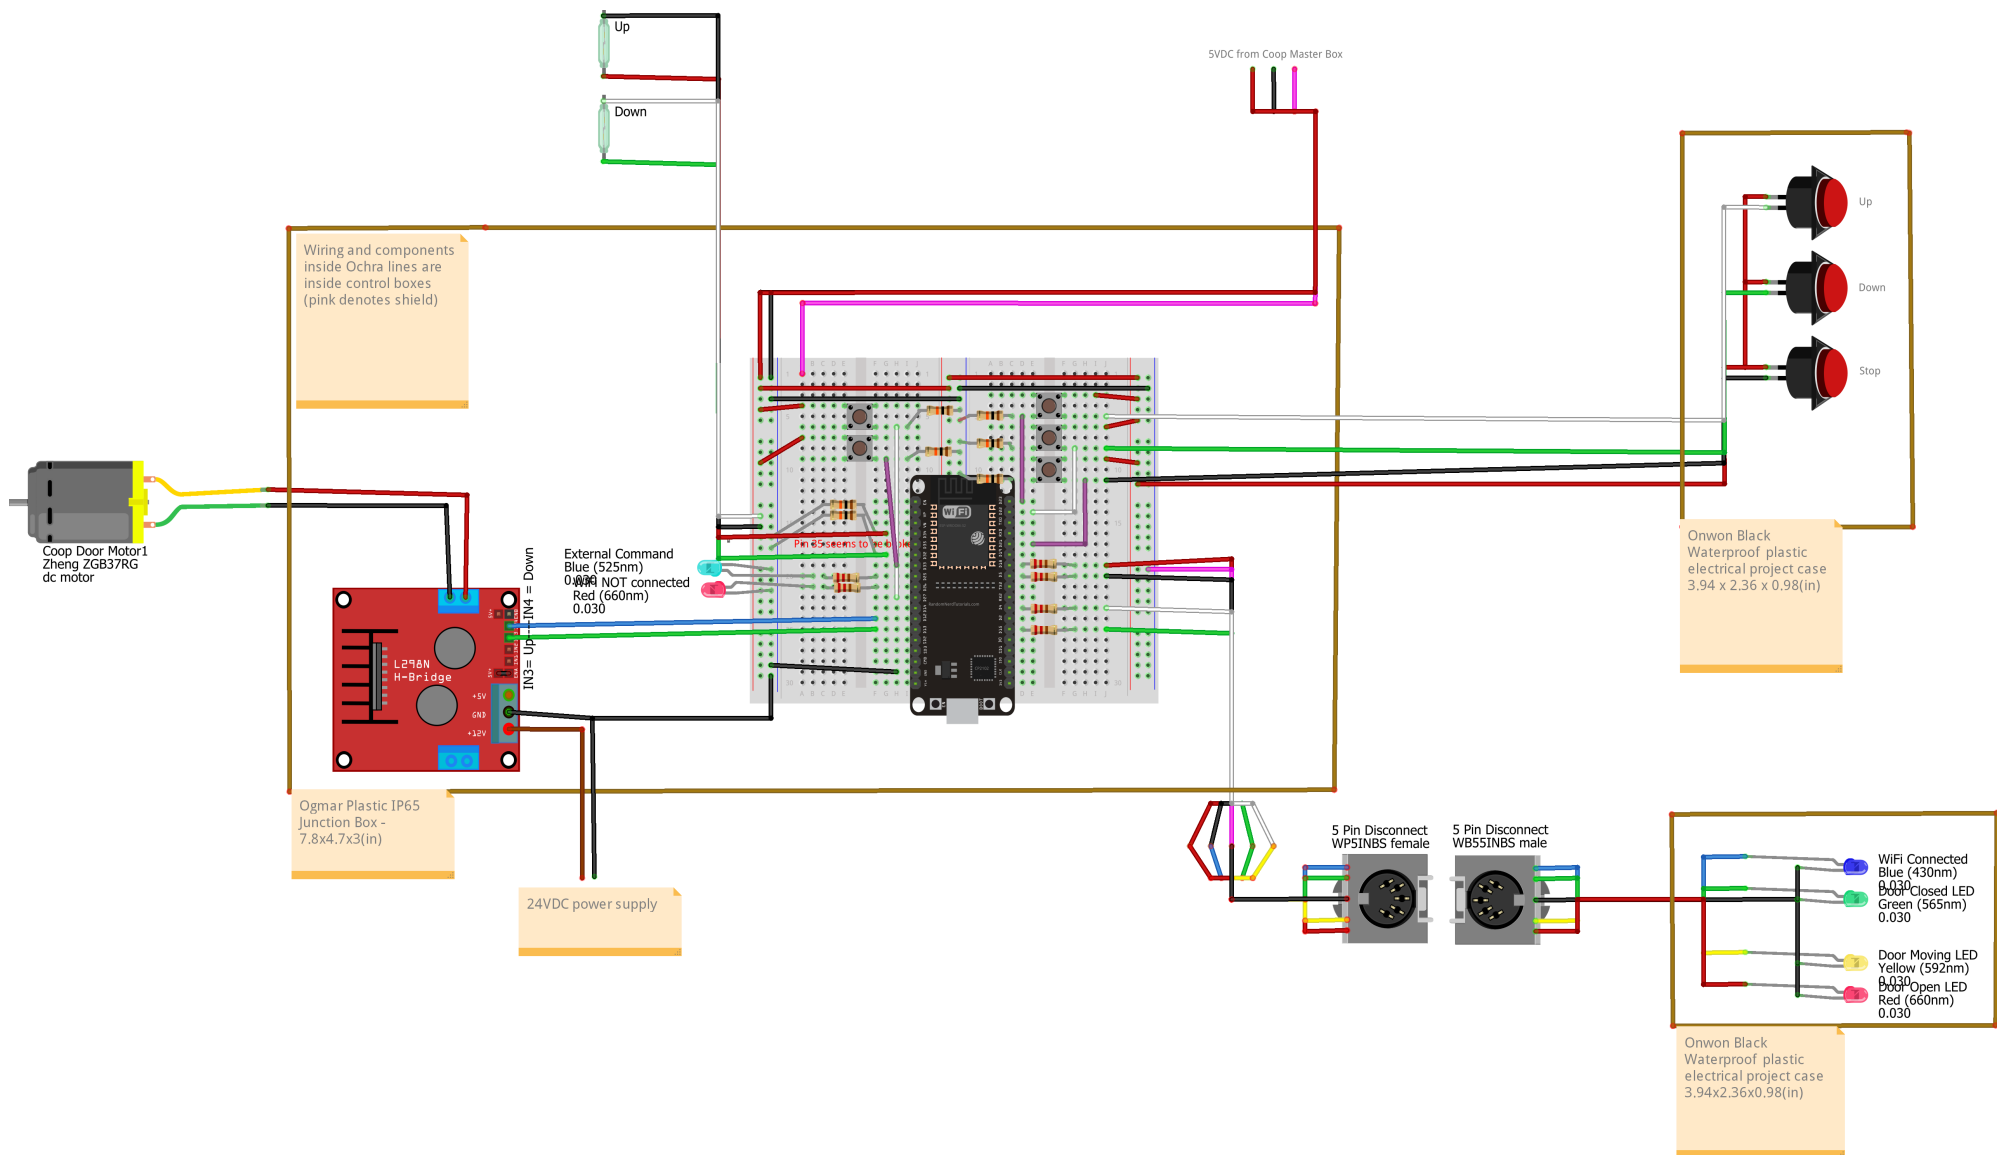 Up
Down
5VDC from Coop Master Box
Up
Down
Stop
Wiring and components
inside Ochra lines are
inside control boxes
(pink denotes shield)
Coop Door Motor1
Zheng ZGB37RG
dc motor
External Command
Blue (525nm)
0.030
WiFi NOT connected
Red (660nm)
0.030
IN3= Up----IN4 = Down
L298N
H-Bridge
+5V
GND
+12V
WiFi
Onwon Black
Waterproof plastic
electrical project case
3.94 x 2.36 x 0.98(in)
Ogmar Plastic IP65
Junction Box -
7.8x4.7x3(in)
24VDC power supply
5 Pin Disconnect
WP5INBS female
5 Pin Disconnect
WB55INBS male
WiFi Connected
Blue (430nm)
0.030
Door Closed LED
Green (565nm)
0.030
Door Moving LED
Yellow (592nm)
0.030
Door Open LED
Red (660nm)
0.030
Onwon Black
Waterproof plastic
electrical project case
3.94x2.36x0.98(in)